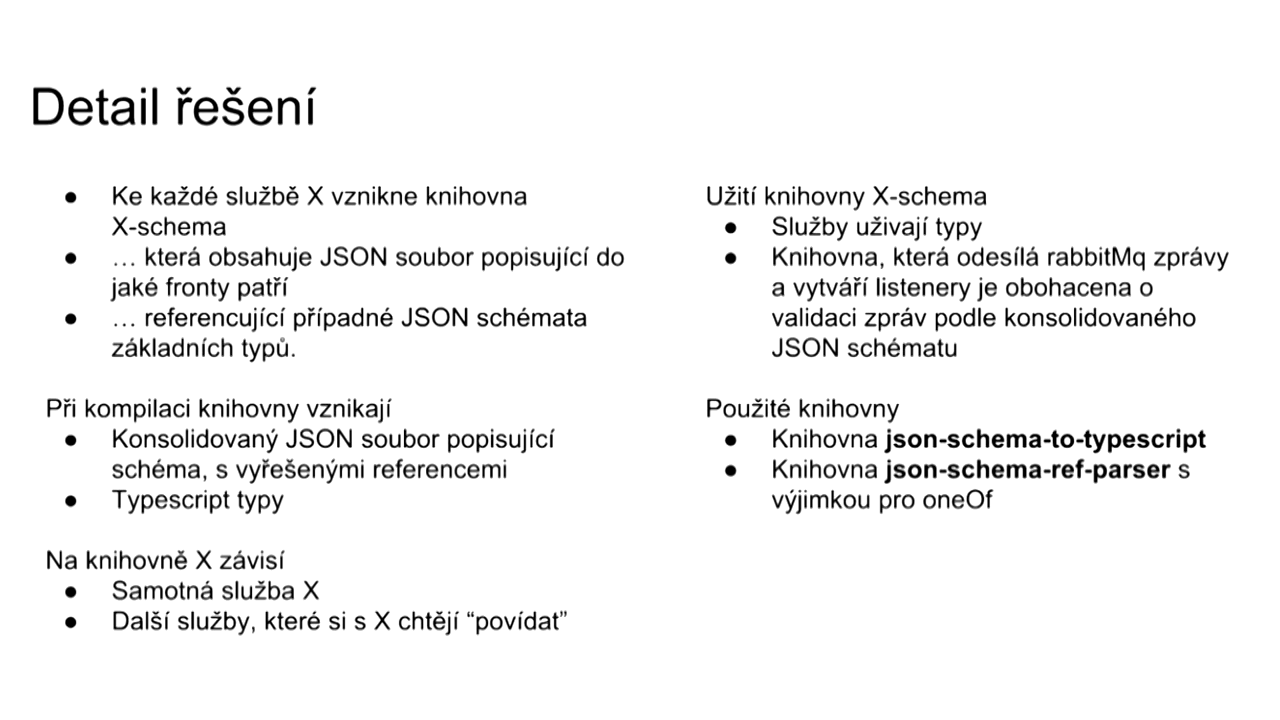 Detail řešení
● Ke každé službě X vznikne knihovna
X-schema
● … která obsahuje JSON soubor popisující do
jaké fronty patří
● … referencující případné JSON schémata
základních typů.
Při kompilaci knihovny vznikají
● Konsolidovaný JSON soubor popisující
schéma, s vyřešenými referencemi
● Typescript typy
Na knihovně X závisí
● Samotná služba X
● Další služby, které si s X chtějí “povídat”
Užití knihovny X-schema
● Služby uživají typy
● Knihovna, která odesílá rabbitMq zprávy
a vytváří listenery je obohacena o
validaci zpráv podle konsolidovaného
JSON schématu
Použité knihovny
● Knihovna json-schema-to-typescript
● Knihovna json-schema-ref-parser s
výjimkou pro oneOf